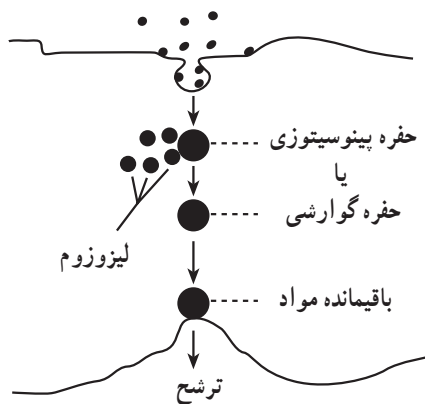 حفره پینوسیتوزی
یا
حفره گوارشی
لیزوزوم
باقیمانده مواد
ترشح